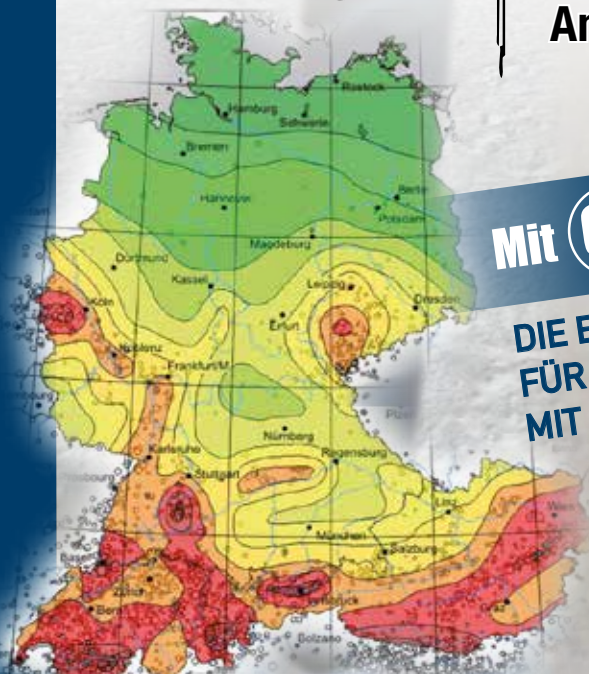 An
Rostock
Hamburg
Schwerin
Bremen
Berlin
Hannover
Potsdam
Magdeburg
Mit
Dortmund
Kassel
Leipzig
Köln
Dresden
Erfurt
DIE E
Koblenz
Frankfurt/M.
FÜR
MIT
Nürnberg
Karlsruhe
Regensburg
Stuttgart
Linz
Wien
München
Salzburg
Basel
Zürich
Innsbruck
Bern
Graz
Bolzano